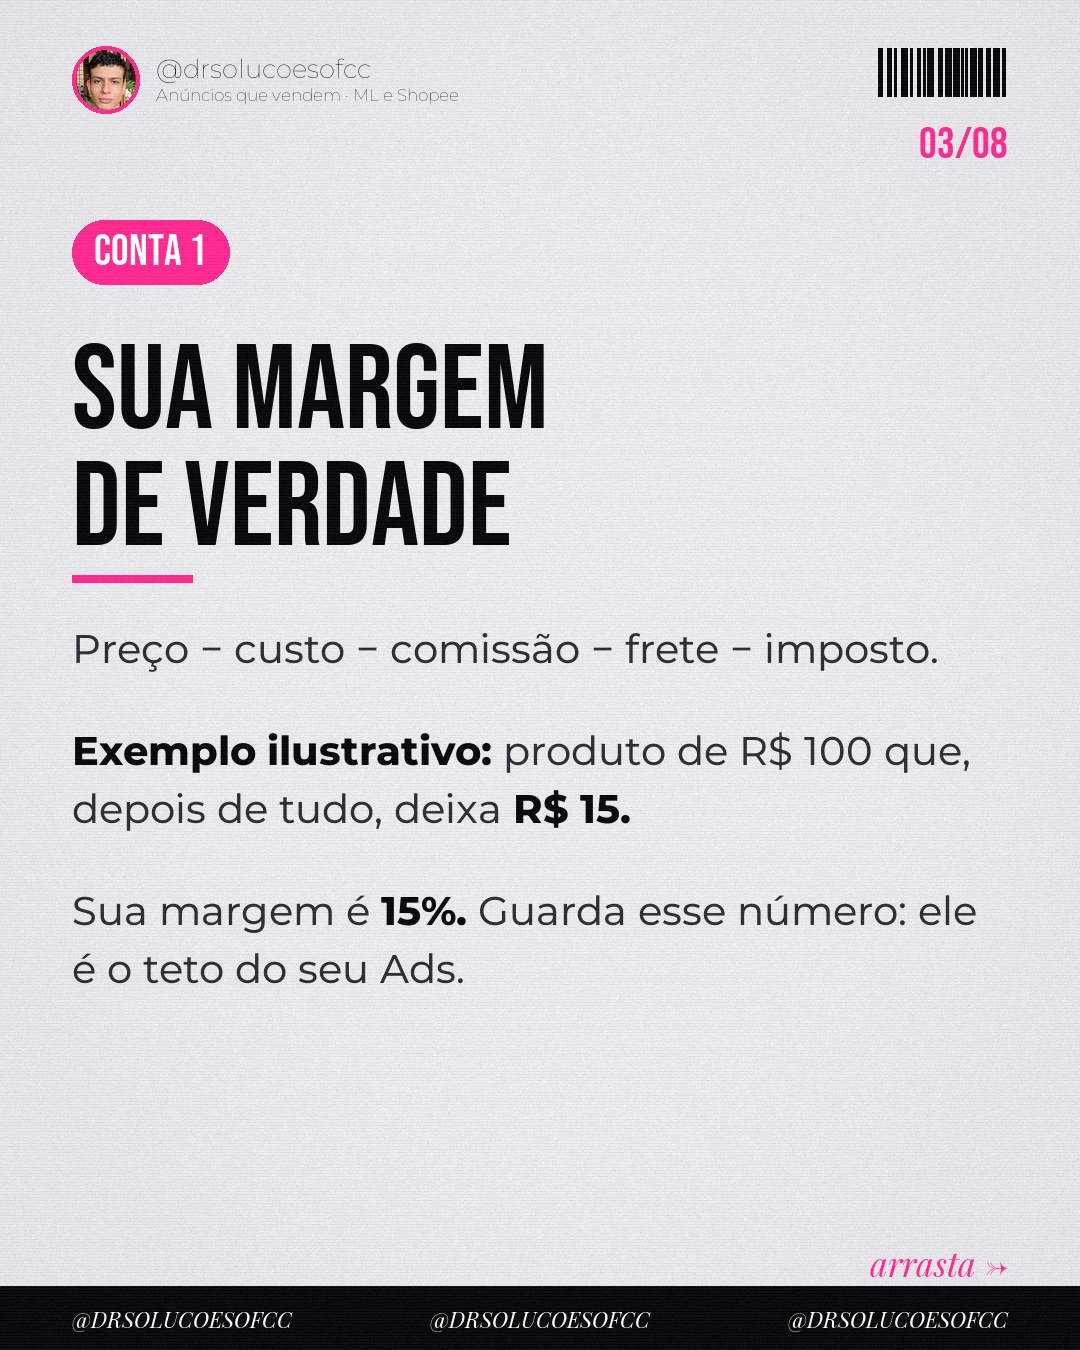 @drsolucoesofcc
Anúncios que vendem · ML e Shopee
03/08
CONTA 1
SUA MARGEM
DE VERDADE
Preço − custo − comissão − frete − imposto.
Exemplo ilustrativo: produto de R$ 100 que,
depois de tudo, deixa R$ 15.
Sua margem é 15%. Guarda esse número: ele
é o teto do seu Ads.
arrasta ➳
@DRSOLUCOESOFCC @DRSOLUCOESOFCC @DRSOLUCOESOFCC